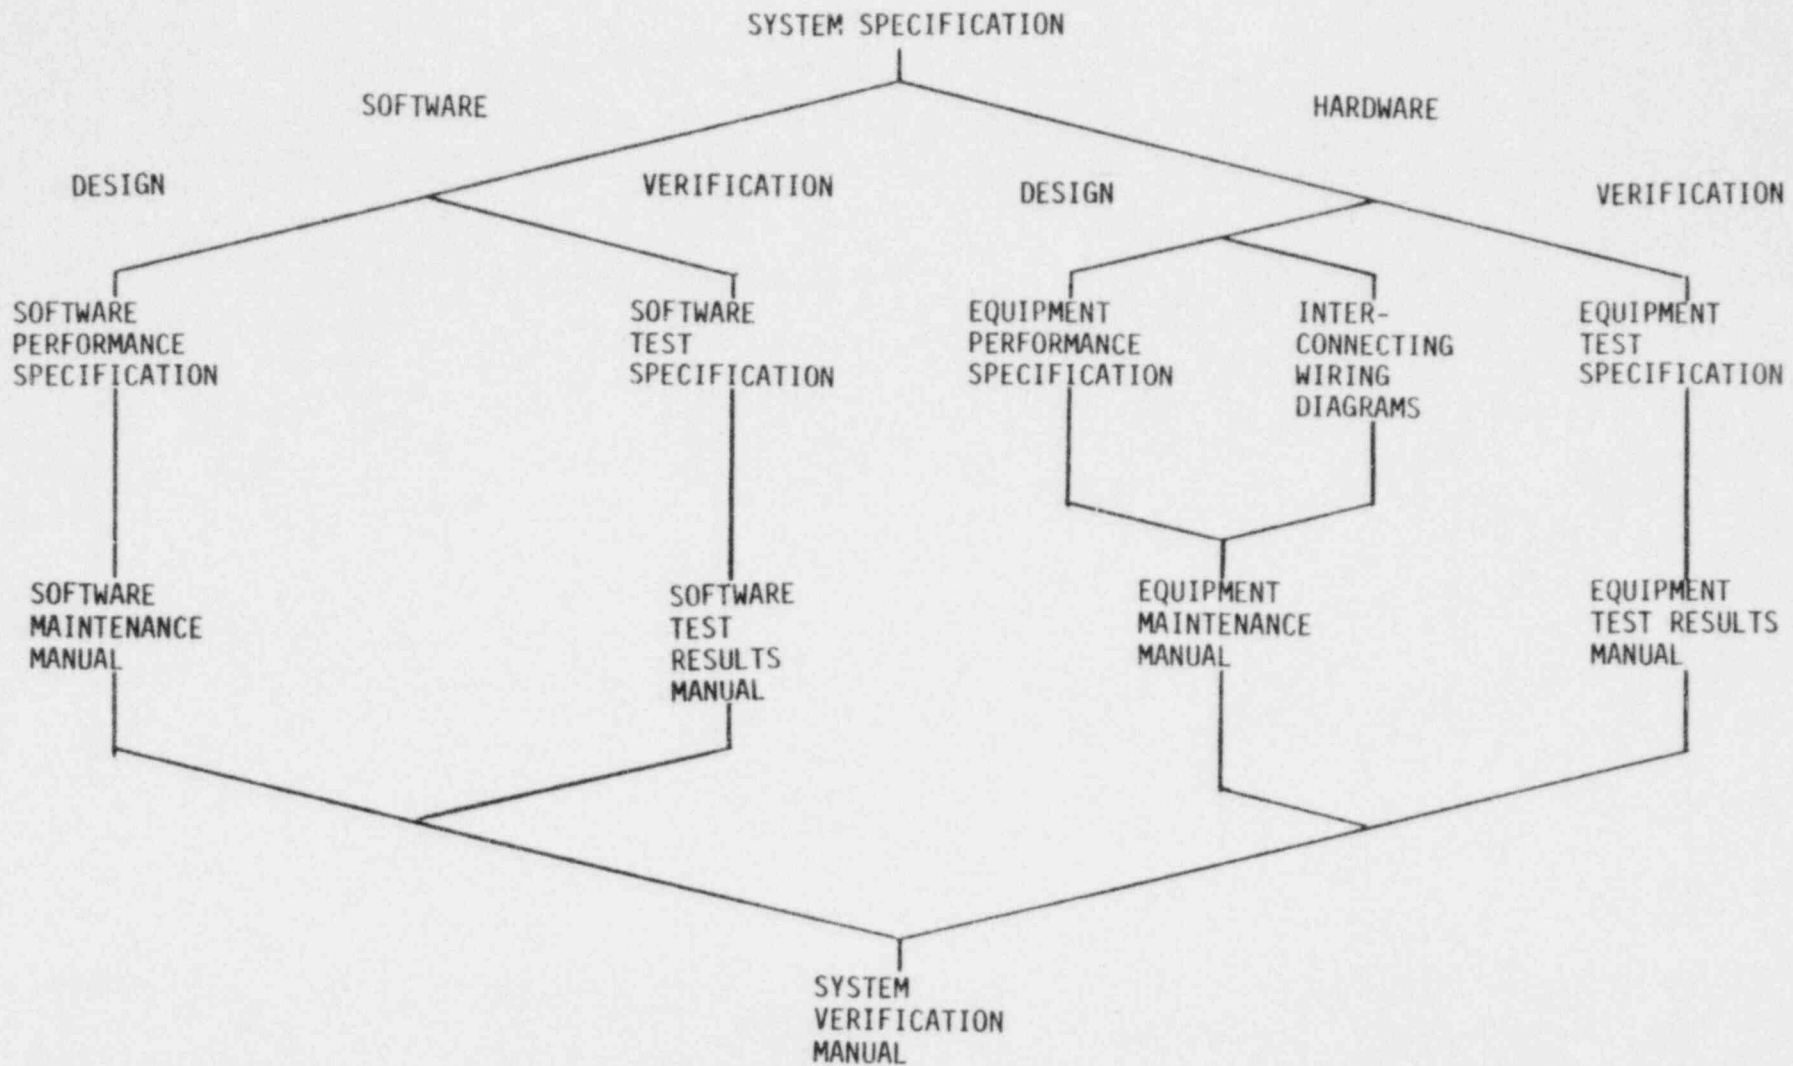 SYSTEM SPECIFICATION
SOFTWARE
HARDWARE
DESIGN
VERIFICATION
DESIGN
VERIFICATION
SOFTWARE
PERFORMANCE
SPECIFICATION
SOFTWARE
TEST
SPECIFICATION
EQUIPMENT
PERFORMANCE
SPECIFICATION
INTER-
CONNECTING
WIRING
DIAGRAMS
EQUIPMENT
TEST
SPECIFICATION
SOFTWARE
MAINTENANCE
MANUAL
SOFTWARE
TEST
RESULTS
MANUAL
EQUIPMENT
MAINTENANCE
MANUAL
EQUIPMENT
TEST RESULTS
MANUAL
SYSTEM
VERIFICATION
MANUAL